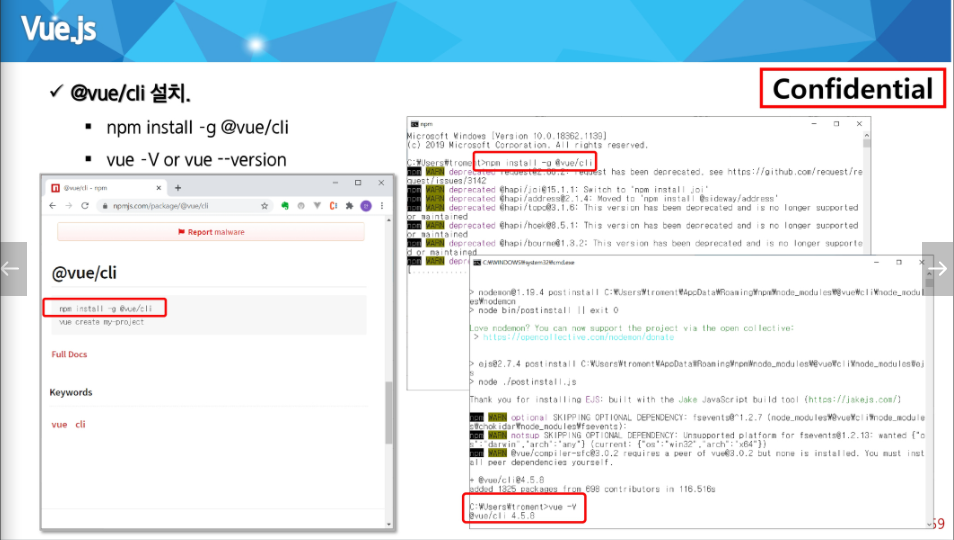 Vue.js
✓ @vue/cli 설치.
Confidential
▪ npm install -g @vue/cli
▪ vue -V or vue --version
@vue/cli - npm
npmjs.com/package/@vue/cli
Report malware
@vue/cli
npm install -g @vue/cli
vue create my-project
Full Docs
Keywords
vue cli
npm
Microsoft Windows [Version 10.0.18362.1139]
(c) 2019 Microsoft Corporation. All rights reserved.
C:₩Users₩troment>npm install -g @vue/cli
npm WARN deprecated request@2.88.2: request has been deprecated, see https://github.com/request/re
quest/issues/3142
npm WARN deprecated @hapi/joi@15.1.1: Switch to 'npm install joi'
npm WARN deprecated @hapi/address@2.1.4: Moved to 'npm install @sideway/address'
npm WARN deprecated @hapi/topo@3.1.6: This version has been deprecated and is no longer supported
or maintained
npm WARN deprecated @hapi/hoek@8.5.1: This version has been deprecated and is no longer supported
or maintained
npm WARN deprecated @hapi/bourne@1.3.2: This version has been deprecated and is no longer supporte
d or maintained
npm WARN depr
C:₩WINDOWS₩system32₩cmd.exe
> nodemon@1.19.4 postinstall C:₩Users₩troment₩AppData₩Roaming₩npm₩node_modules₩@vue₩cli₩node_modul
es₩nodemon
> node bin/postinstall || exit 0
Love nodemon? You can now support the project via the open collective:
> https://opencollective.com/nodemon/donate
> ejs@2.7.4 postinstall C:₩Users₩troment₩AppData₩Roaming₩npm₩node_modules₩@vue₩cli₩node_modules₩ej
s
> node ./postinstall.js
Thank you for installing EJS: built with the Jake JavaScript build tool (https://jakejs.com/)
npm WARN optional SKIPPING OPTIONAL DEPENDENCY: fsevents@^1.2.7 (node_modules₩@vue₩cli₩node_module
s₩chokidar₩node_modules₩fsevents):
npm WARN notsup SKIPPING OPTIONAL DEPENDENCY: Unsupported platform for fsevents@1.2.13: wanted {"o
s":"darwin","arch":"any"} (current: {"os":"win32","arch":"x64"})
npm WARN @vue/compiler-sfc@3.0.2 requires a peer of vue@3.0.2 but none is installed. You must inst
all peer dependencies yourself.
+ @vue/cli@4.5.8
added 1325 packages from 698 contributors in 116.516s
C:₩Users₩troment>vue -V
@vue/cli 4.5.8
59